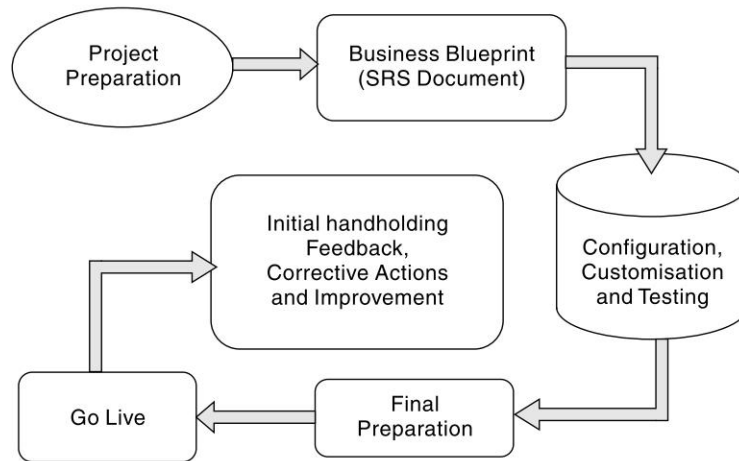 Project
Preparation
Business Blueprint
(SRS Document)
Configuration,
Customisation
and Testing
Final
Preparation
Go Live
Initial handholding
Feedback,
Corrective Actions
and Improvement